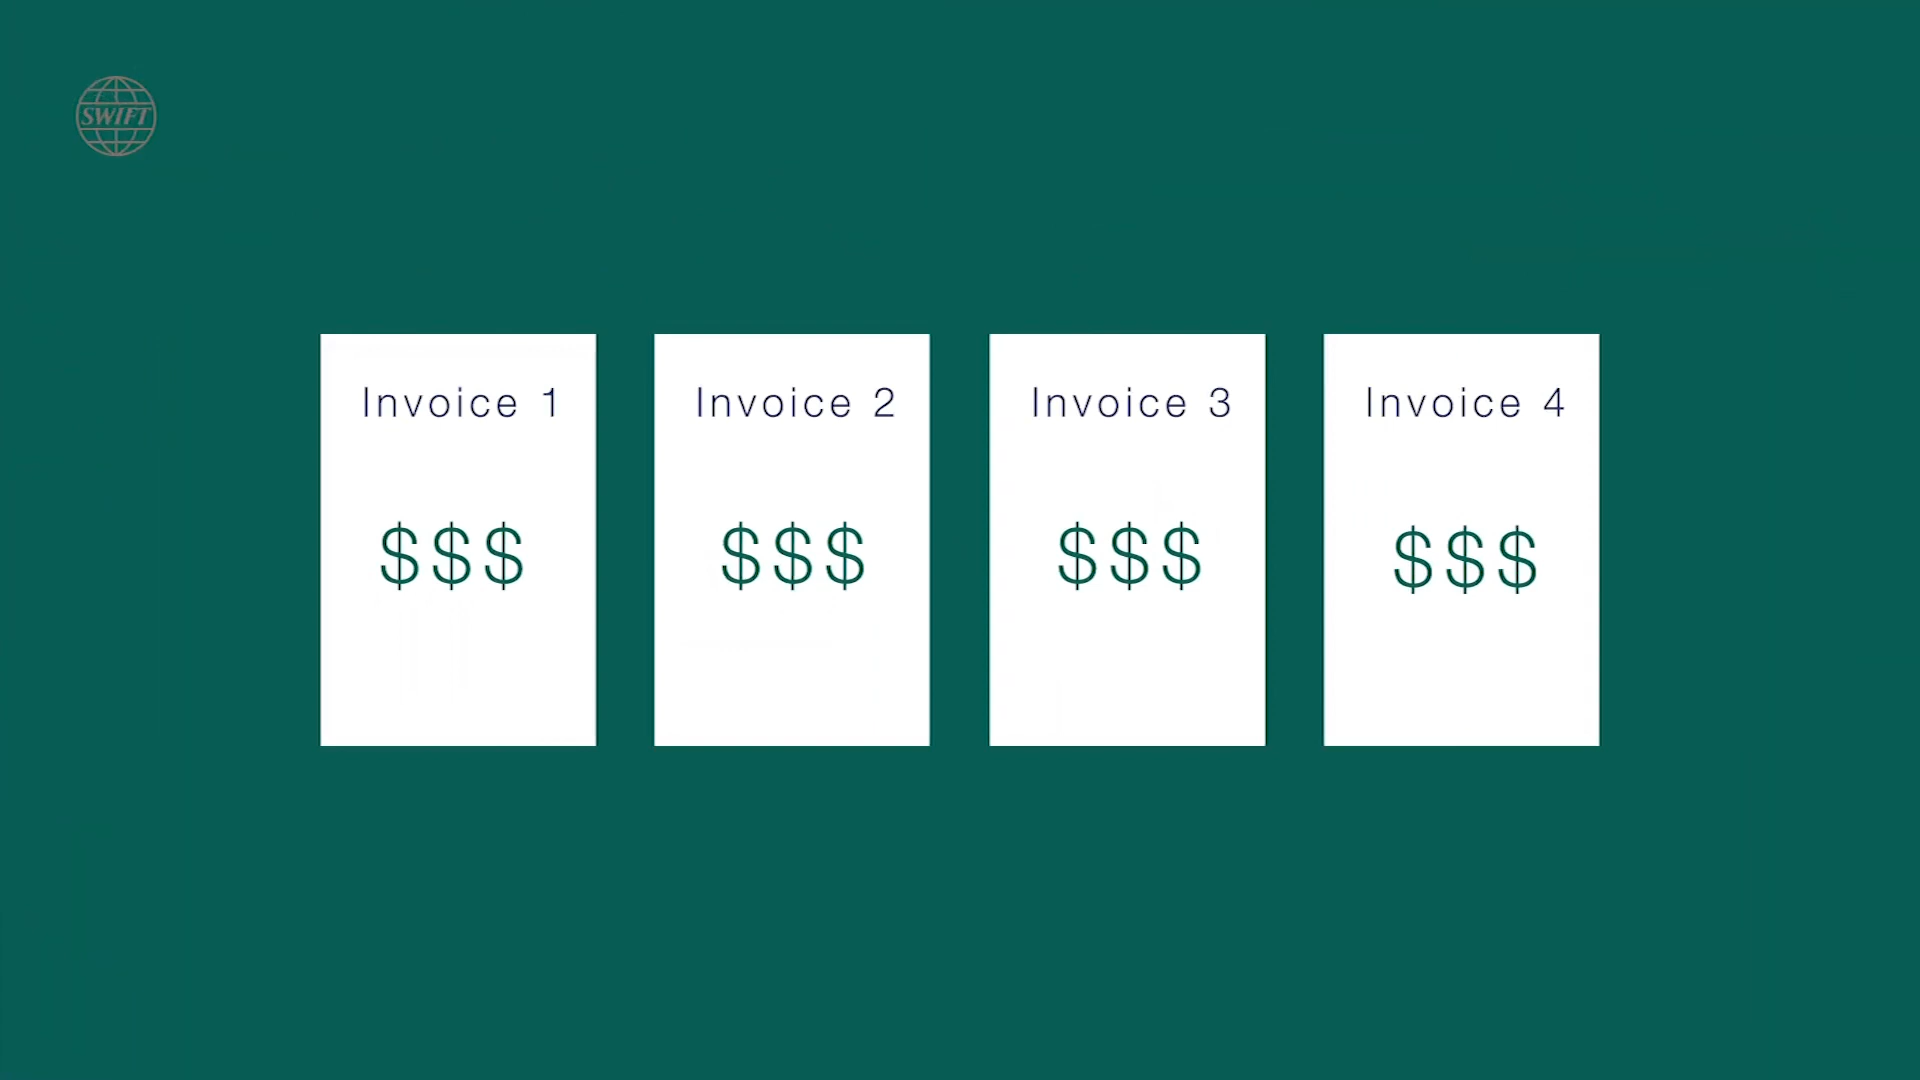 SWIFT
Invoice 1
$$$
Invoice 2
$$$
Invoice 3
$$$
Invoice 4
$$$